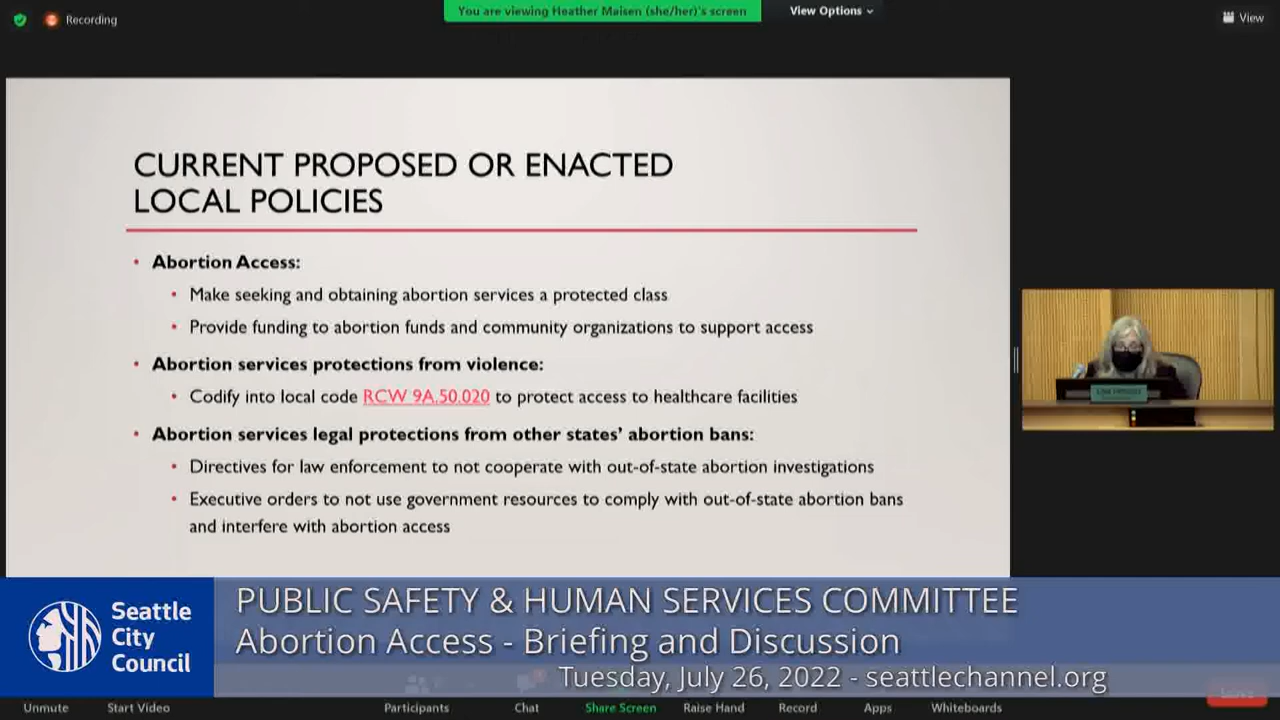 Recording
You are viewing Heather Maisen (she/her)'s screen
View Options
View
CURRENT PROPOSED OR ENACTED
LOCAL POLICIES
• Abortion Access:
• Make seeking and obtaining abortion services a protected class
• Provide funding to abortion funds and community organizations to support access
• Abortion services protections from violence:
• Codify into local code RCW 9A.50.020 to protect access to healthcare facilities
• Abortion services legal protections from other states' abortion bans:
• Directives for law enforcement to not cooperate with out-of-state abortion investigations
• Executive orders to not use government resources to comply with out-of-state abortion bans
and interfere with abortion access
Seattle
City
Council
PUBLIC SAFETY & HUMAN SERVICES COMMITTEE
Abortion Access - Briefing and Discussion
Tuesday, July 26, 2022 - seattlechannel.org
Unmute
Start Video
Participants
Chat
Share Screen
Raise Hand
Record
Apps
Whiteboards